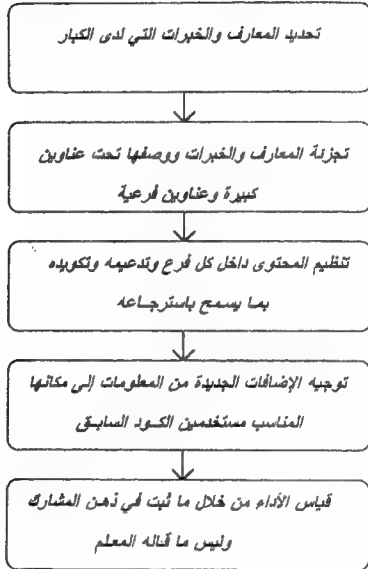 تحديد المعارف والخبرات التي لدى الكبار
تجزئة المعارف والخبرات ووصفها تحت عناوين
كبيرة وعناوين فرعية
تنظيم المحتوى داخل كل فرع وتدعيمه وتكويده
بما يسمح باسترجاعه
توجيه الإضافات الجديدة من المعلومات إلى مكانها
المناسب مستخدمين الكود السابق
قياس الأداء من خلال ما ثبت في ذهن المشارك
وليس ما قاله المعلم